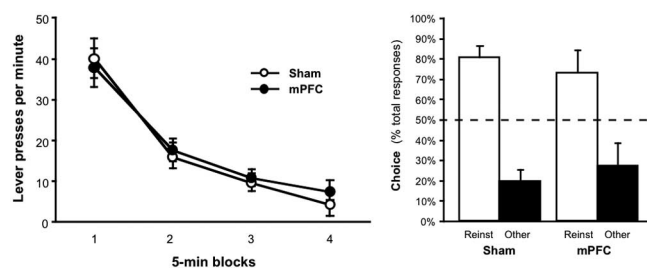 Lever presses per minute
50
40
30
20
10
0
Sham
mPFC
1 2 3 4
5-min blocks
Choice (% total responses)
100%
90%
80%
70%
60%
50%
40%
30%
20%
10%
0%
Reinst Other Reinst Other
Sham mPFC